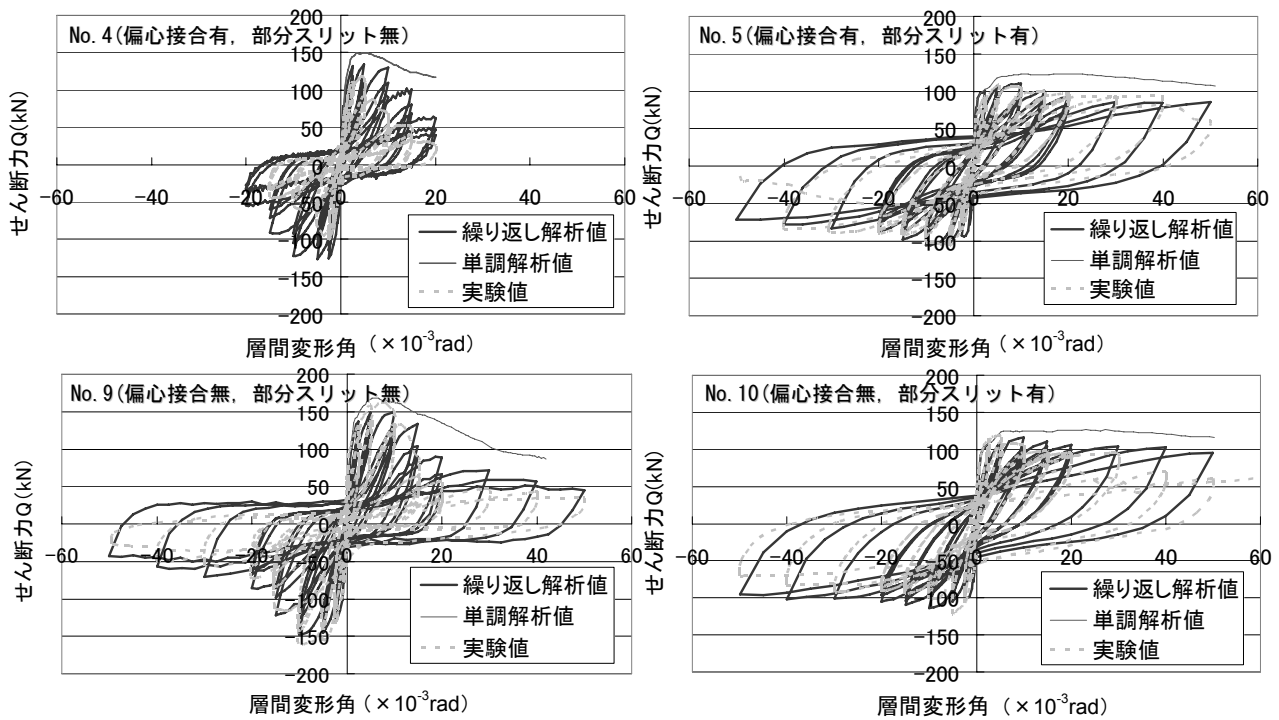 No.4(偏心接合有, 部分スリット無)
200
150
100
50
0
-50
-100
-150
-200
-60
-40
-20
0
20
40
60
せん断力Q(kN)
層間変形角 (×10⁻³rad)
繰り返し解析値
単調解析値
実験値
No.5(偏心接合有, 部分スリット有)
200
150
100
50
0
-50
-100
-150
-200
-60
-40
-20
0
20
40
60
せん断力Q(kN)
層間変形角 (×10⁻³rad)
繰り返し解析値
単調解析値
実験値
No.9(偏心接合無, 部分スリット無)
200
150
100
50
0
-50
-100
-150
-200
-60
-40
-20
0
20
40
60
せん断力Q(kN)
層間変形角 (×10⁻³rad)
繰り返し解析値
単調解析値
実験値
No.10(偏心接合無, 部分スリット有)
200
150
100
50
0
-50
-100
-150
-200
-60
-40
-20
0
20
40
60
せん断力Q(kN)
層間変形角 (×10⁻³rad)
繰り返し解析値
単調解析値
実験値